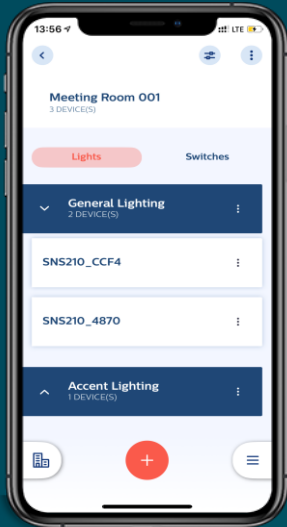 13:56
LTE
Meeting Room 001
3 DEVICE(S)
Lights Switches
General Lighting
2 DEVICE(S)
SNS210_CCF4
SNS210_4870
Accent Lighting
1 DEVICE(S)